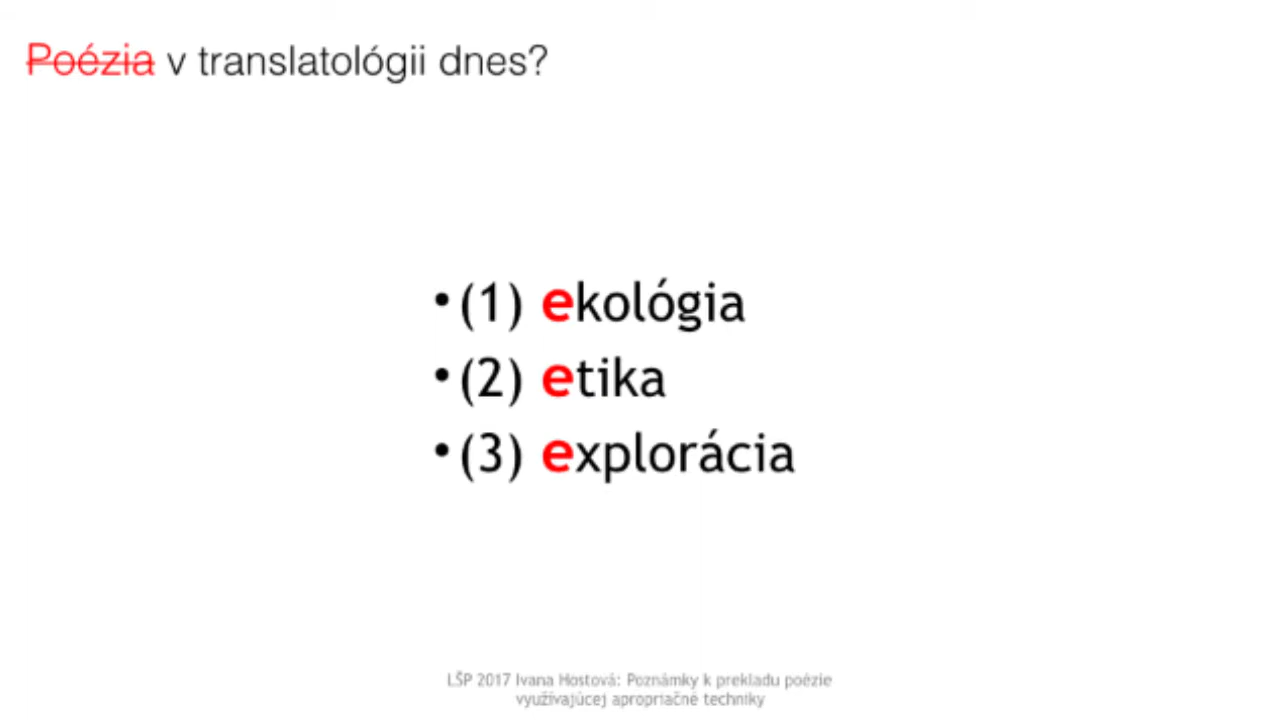 Poézia v translatológii dnes?
• (1) ekológia
• (2) etika
• (3) explorácia
LŠP 2017 Ivana Hostová: Poznámky k prekladu poézie
využívajúcej apropriačné techniky